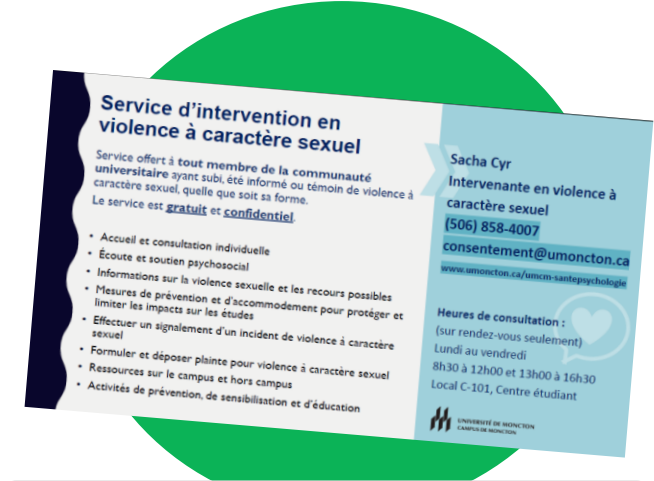 Service d'intervention en
violence à caractère sexuel
Service offert à tout membre de la communauté
universitaire ayant subi, été informé ou témoin de violence à
caractère sexuel, quelle que soit sa forme.
Le service est gratuit et confidentiel.
• Accueil et consultation individuelle
• Écoute et soutien psychosocial
• Informations sur la violence sexuelle et les recours possibles
• Mesures de prévention et d'accommodement pour protéger et
limiter les impacts sur les études
• Effectuer un signalement d'un incident de violence à caractère
sexuel
• Formuler et déposer plainte pour violence à caractère sexuel
• Ressources sur le campus et hors campus
• Activités de prévention, de sensibilisation et d'éducation
Sacha Cyr
Intervenante en violence à
caractère sexuel
(506) 858-4007
consentement@umoncton.ca
www.umoncton.ca/umcm-santepsychologie
Heures de consultation :
(sur rendez-vous seulement)
Lundi au vendredi
8h30 à 12h00 et 13h00 à 16h30
Local C-101, Centre étudiant
UNIVERSITÉ DE MONCTON
CAMPUS DE MONCTON